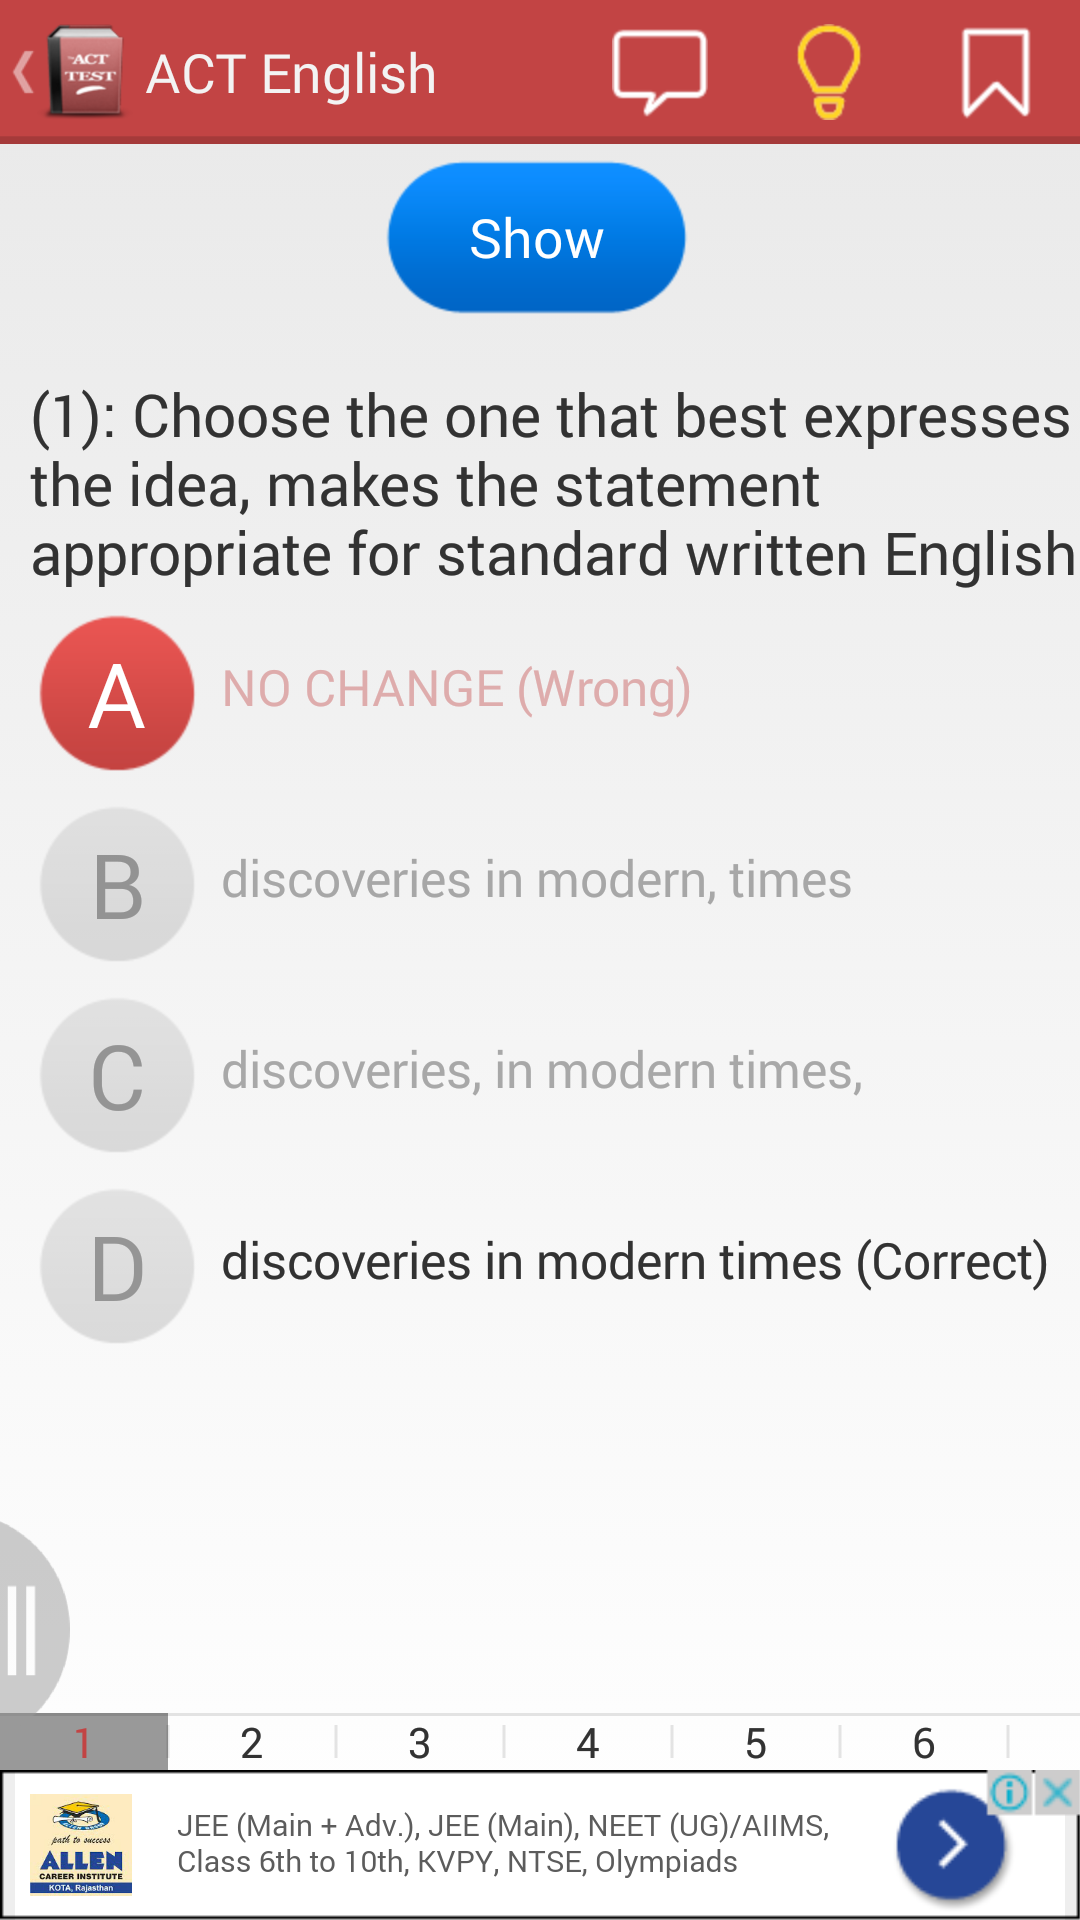 ACT TEST
ACT English
Show
(1): Choose the one that best expresses
the idea, makes the statement
appropriate for standard written English
A NO CHANGE (Wrong)
B discoveries in modern, times
C discoveries, in modern times,
D discoveries in modern times (Correct)
1 2 3 4 5 6
path to success
ALLEN
CAREER INSTITUTE
KOTA, Rajasthan
JEE (Main + Adv.), JEE (Main), NEET (UG)/AIIMS,
Class 6th to 10th, KVPY, NTSE, Olympiads